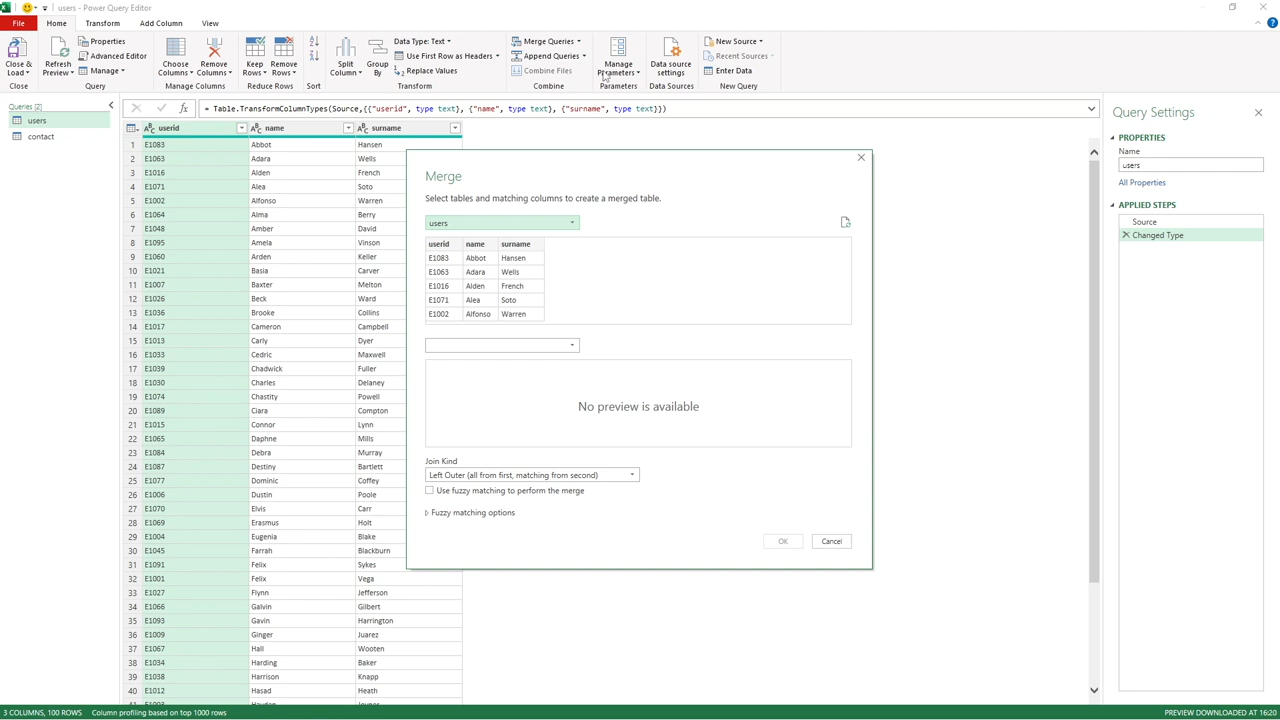 users - Power Query Editor
File Home Transform Add Column View
Close & Load
Close
Refresh Preview
Properties
Advanced Editor
Manage
Query
Choose Columns
Remove Columns
Manage Columns
Keep Rows
Remove Rows
Reduce Rows
Sort
Split Column
Group By
Data Type: Text
Use First Row as Headers
Replace Values
Transform
Merge Queries
Append Queries
Combine Files
Combine
Manage Parameters
Parameters
Data source settings
Data Sources
New Source
Recent Sources
Enter Data
New Query
Queries [2]
users
contact
= Table.TransformColumnTypes(Source,{{"userid", type text}, {"name", type text}, {"surname", type text}})
userid name surname
1 E1083 Abbot Hansen
2 E1063 Adara Wells
3 E1016 Alden French
4 E1071 Alea Soto
5 E1002 Alfonso Warren
6 E1064 Alma Berry
7 E1048 Amber David
8 E1095 Amela Vinson
9 E1060 Arden Keller
10 E1021 Basia Carver
11 E1007 Baxter Melton
12 E1026 Beck Ward
13 E1036 Brooke Collins
14 E1017 Cameron Campbell
15 E1013 Carly Dyer
16 E1033 Cedric Maxwell
17 E1039 Chadwick Fuller
18 E1030 Charles Delaney
19 E1074 Chastity Powell
20 E1089 Ciara Compton
21 E1015 Connor Lynn
22 E1065 Daphne Mills
23 E1084 Debra Murray
24 E1087 Destiny Bartlett
25 E1077 Dominic Coffey
26 E1006 Dustin Poole
27 E1070 Elvis Carr
28 E1069 Erasmus Holt
29 E1004 Eugenia Blake
30 E1045 Farrah Blackburn
31 E1091 Felix Sykes
32 E1001 Felix Vega
33 E1027 Flynn Jefferson
34 E1066 Galvin Gilbert
35 E1093 Gavin Harrington
36 E1009 Ginger Juarez
37 E1067 Hall Wooten
38 E1034 Harding Baker
39 E1038 Harrison Knapp
40 E1012 Hasad Heath
Merge
Select tables and matching columns to create a merged table.
users
userid name surname
E1083 Abbot Hansen
E1063 Adara Wells
E1016 Alden French
E1071 Alea Soto
E1002 Alfonso Warren
No preview is available
Join Kind
Left Outer (all from first, matching from second)
Use fuzzy matching to perform the merge
Fuzzy matching options
OK Cancel
Query Settings
PROPERTIES
Name
users
All Properties
APPLIED STEPS
Source
Changed Type
3 COLUMNS, 100 ROWS Column profiling based on top 1000 rows
PREVIEW DOWNLOADED AT 16:20